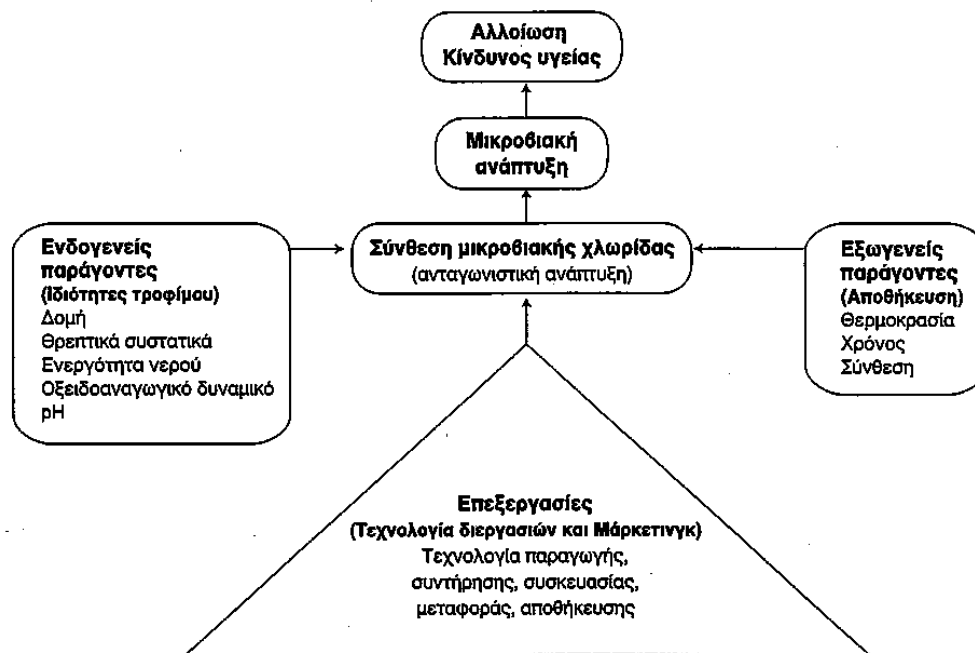 Αλλοίωση
Κίνδυνος υγείας
Μικροβιακή
ανάπτυξη
Σύνθεση μικροβιακής χλωρίδας
(ανταγωνιστική ανάπτυξη)
Ενδογενείς
παράγοντες
(Ιδιότητες τροφίμου)
Δομή
Θρεπτικά συστατικά
Ενεργότητα νερού
Οξειδοαναγωγικό δυναμικό
pH
Εξωγενείς
παράγοντες
(Αποθήκευση)
Θερμοκρασία
Χρόνος
Σύνθεση
Επεξεργασίες
(Τεχνολογία διεργασιών και Μάρκετινγκ)
Τεχνολογία παραγωγής,
συντήρησης, συσκευασίας,
μεταφοράς, αποθήκευσης